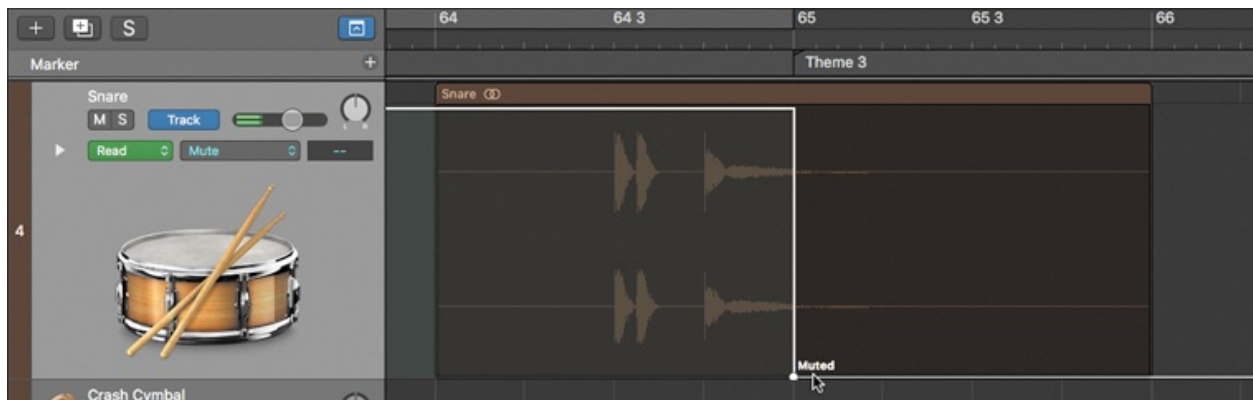 + S
64 64 3 65 65 3 66
Marker +
Theme 3
Snare
Snare
M S Track
L R
Read Mute --
4
Muted
Crash Cymbal